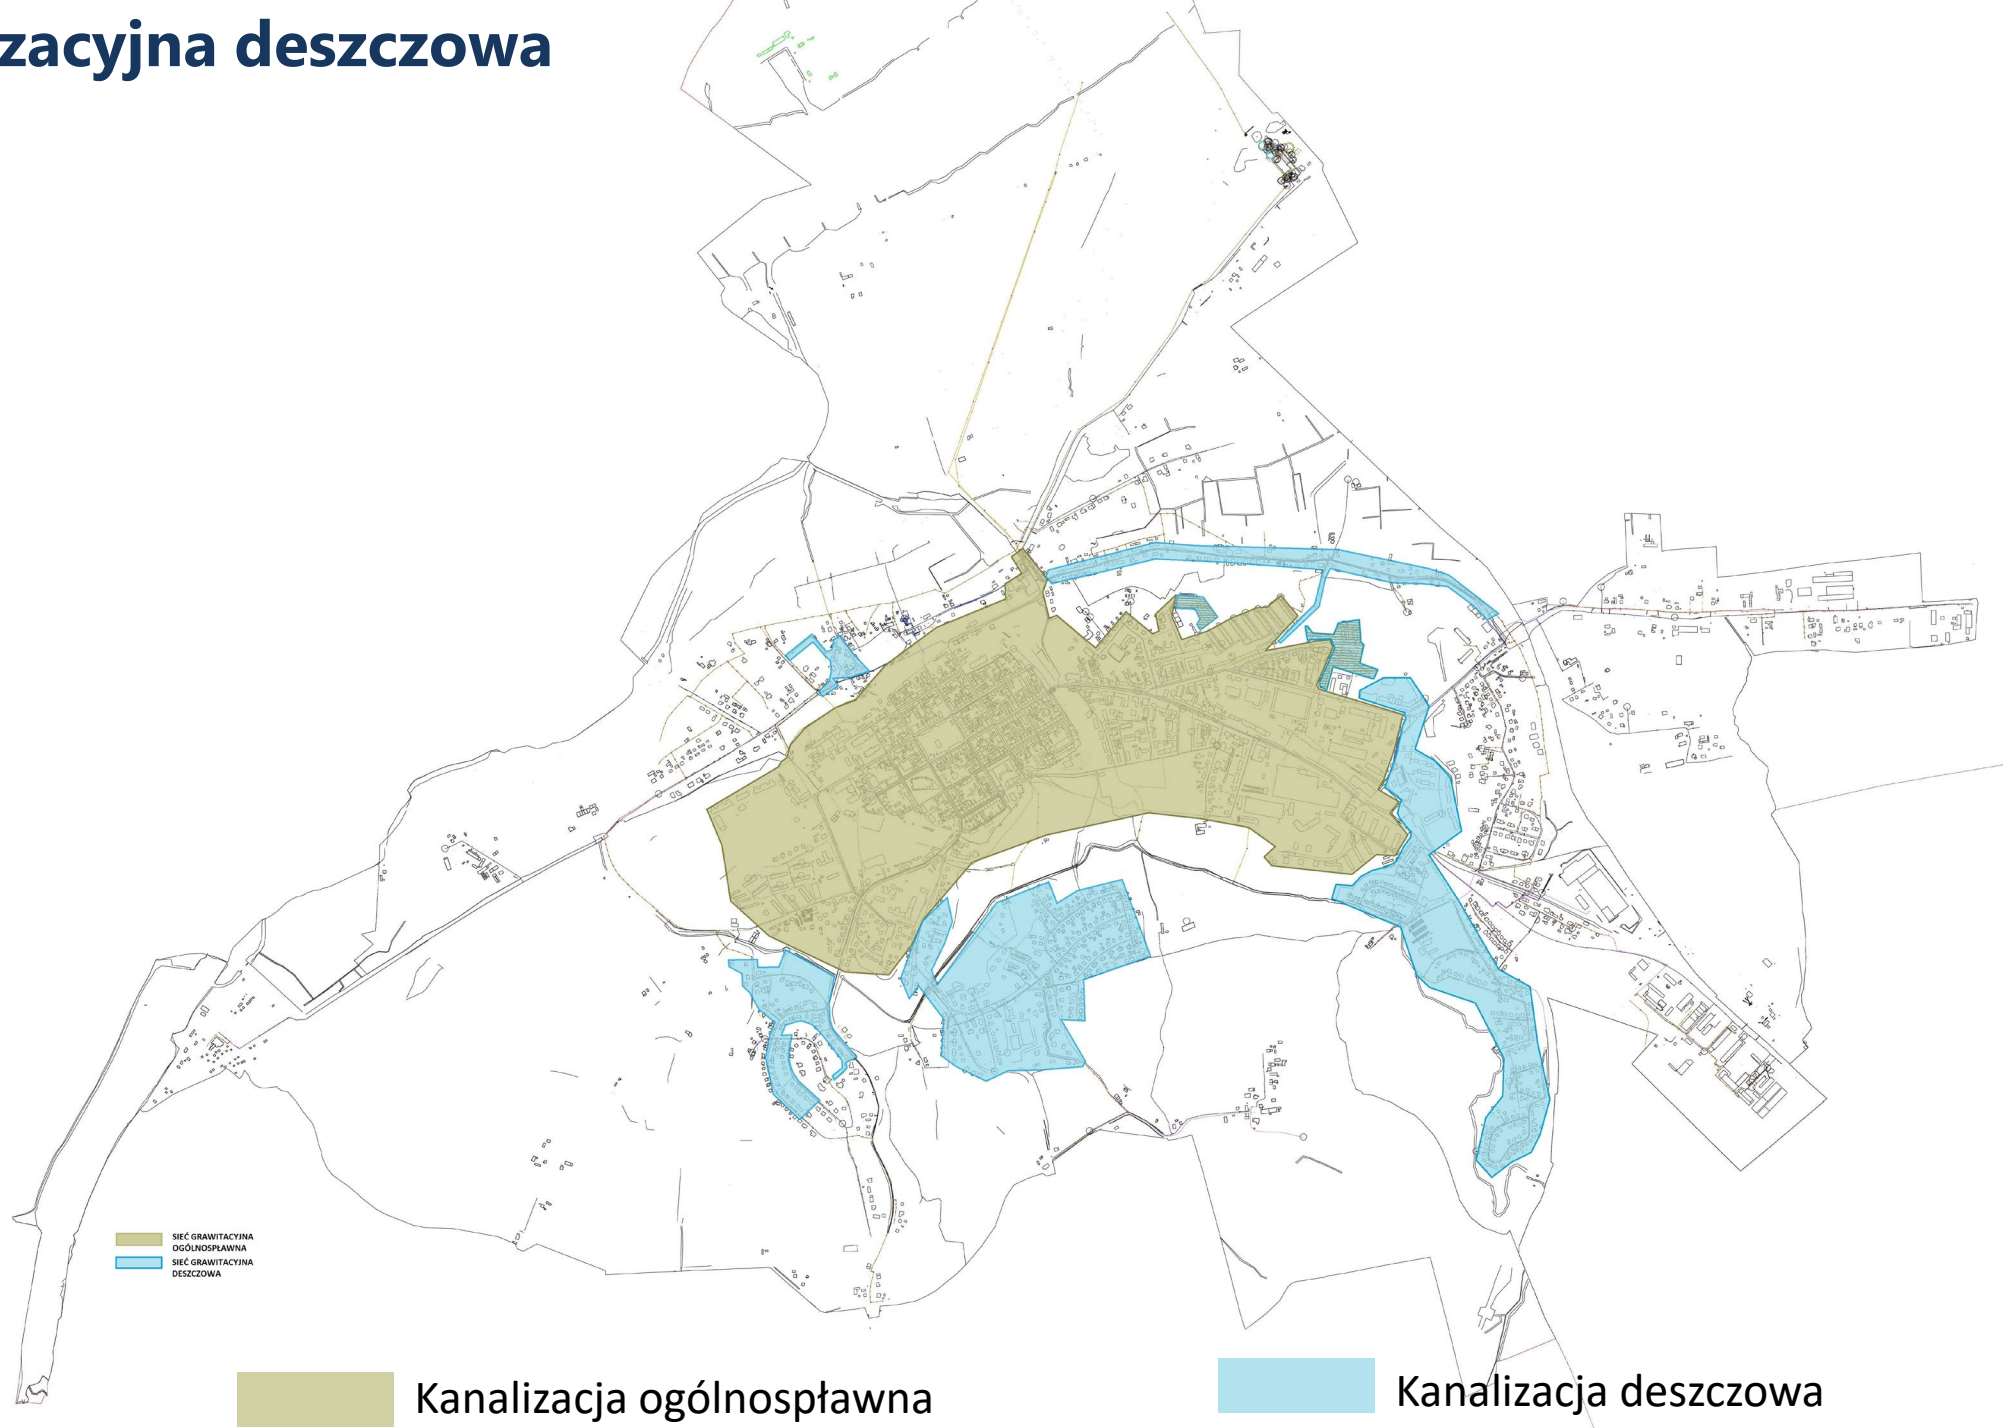 zacyjna deszczowa
SIEĆ GRAWITACYJNA
OGÓLNOSPŁAWNA
SIEĆ GRAWITACYJNA
DESZCZOWA
Kanalizacja ogólnospławna
Kanalizacja deszczowa